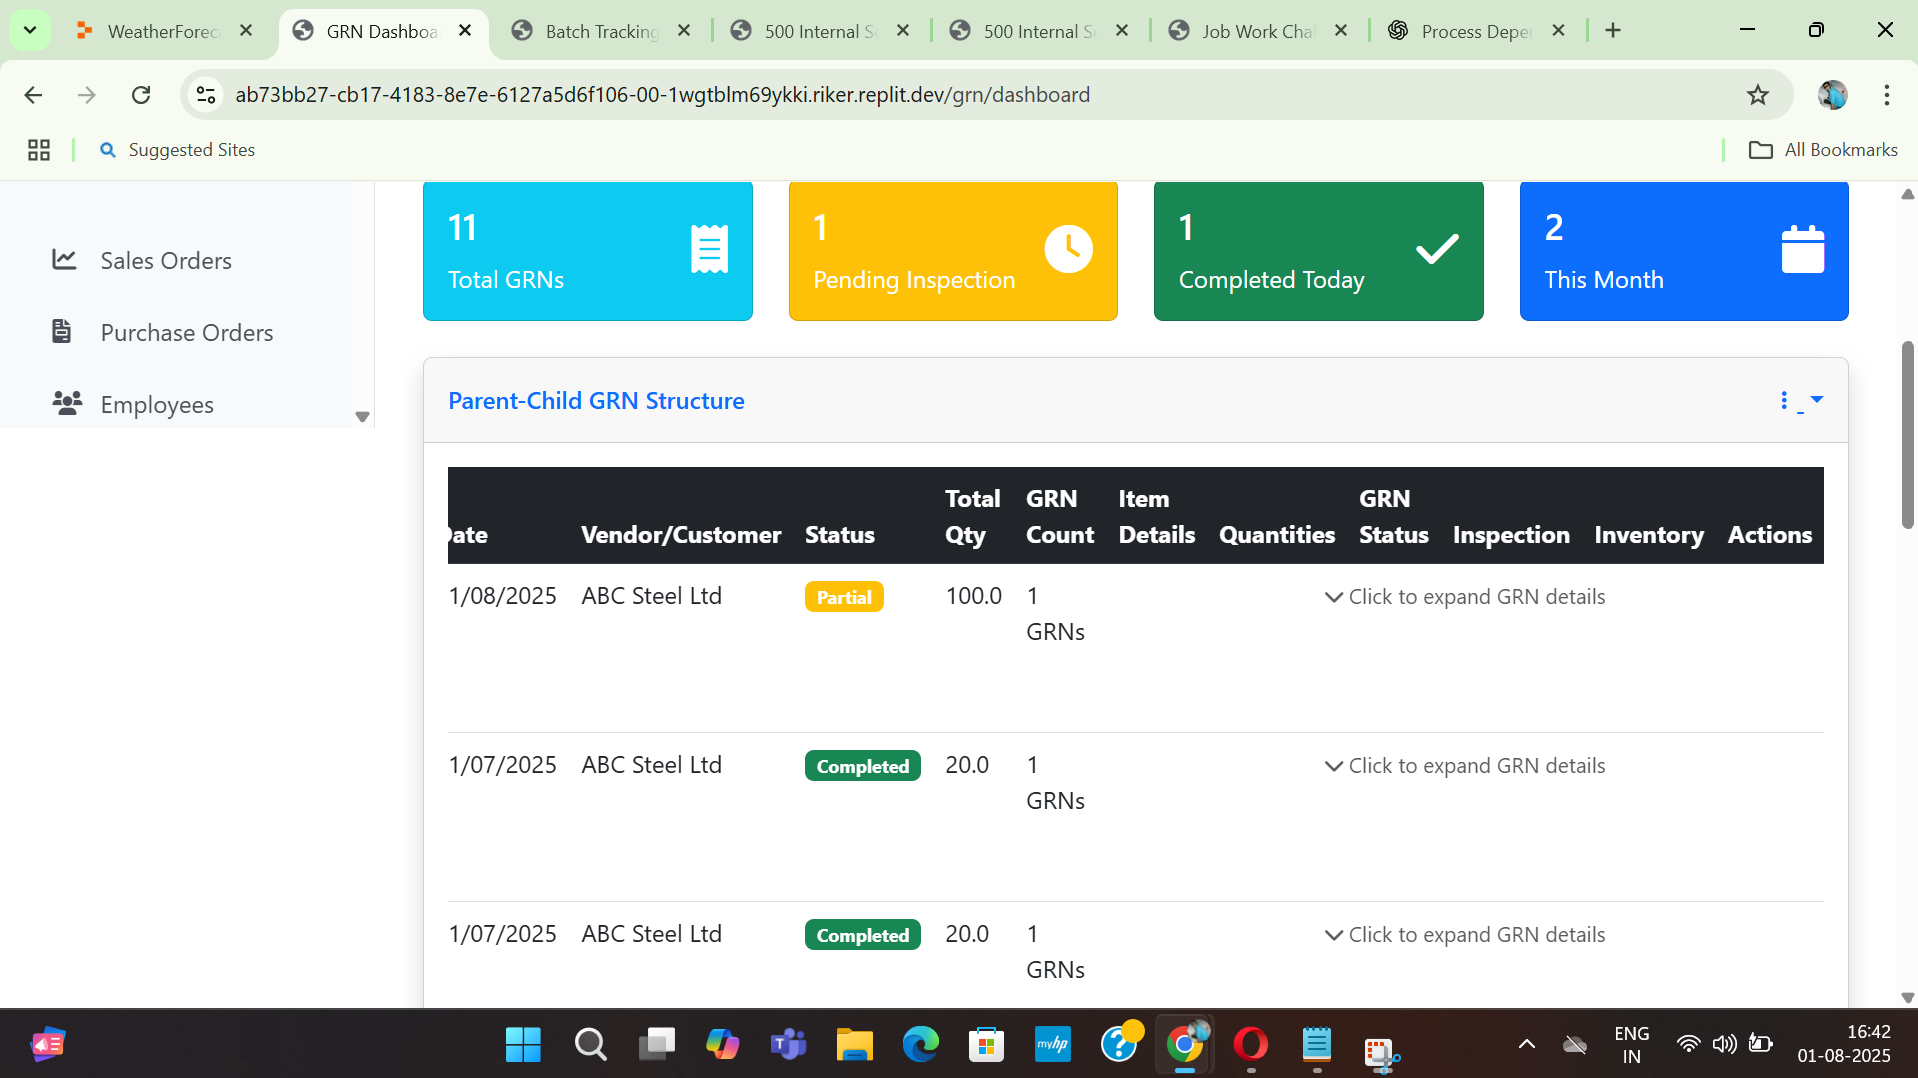 WeatherForec
GRN Dashboa
Batch Tracking
500 Internal Se
500 Internal Se
Job Work Chal
Process Deper
ab73bb27-cb17-4183-8e7e-6127a5d6f106-00-1wgtblm69ykki.riker.replit.dev/grn/dashboard
Suggested Sites
All Bookmarks
Sales Orders
Purchase Orders
Employees
11
Total GRNs
1
Pending Inspection
1
Completed Today
2
This Month
Parent-Child GRN Structure
Date Vendor/Customer Status Total Qty GRN Count Item Details Quantities GRN Status Inspection Inventory Actions
1/08/2025 ABC Steel Ltd Partial 100.0 1 GRNs Click to expand GRN details
1/07/2025 ABC Steel Ltd Completed 20.0 1 GRNs Click to expand GRN details
1/07/2025 ABC Steel Ltd Completed 20.0 1 GRNs Click to expand GRN details
myhp
ENG
IN
16:42
01-08-2025